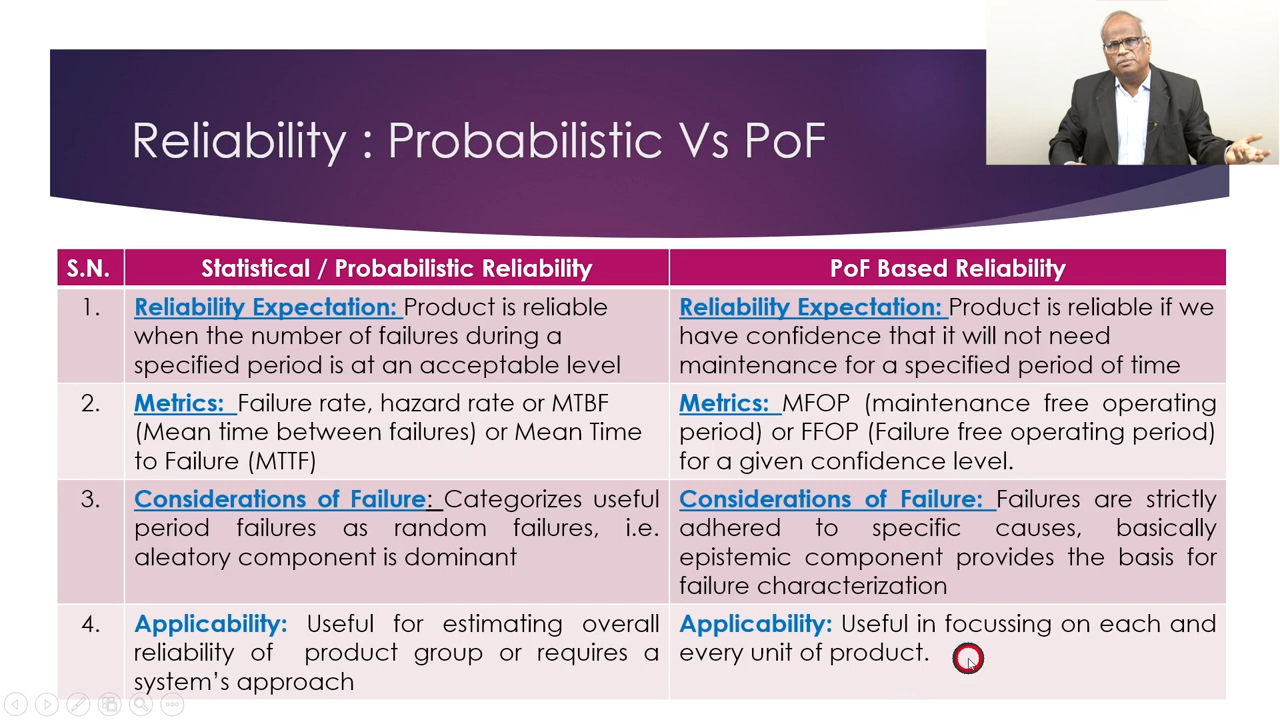 Reliability : Probabilistic Vs PoF
S.N.
Statistical / Probabilistic Reliability
PoF Based Reliability
1.
Reliability Expectation: Product is reliable
when the number of failures during a
specified period is at an acceptable level
Reliability Expectation: Product is reliable if we
have confidence that it will not need
maintenance for a specified period of time
2.
Metrics: Failure rate, hazard rate or MTBF
(Mean time between failures) or Mean Time
to Failure (MTTF)
Metrics: MFOP (maintenance free operating
period) or FFOP (Failure free operating period)
for a given confidence level.
3.
Considerations of Failure: Categorizes useful
period failures as random failures, i.e.
aleatory component is dominant
Considerations of Failure: Failures are strictly
adhered to specific causes, basically
epistemic component provides the basis for
failure characterization
4.
Applicability: Useful for estimating overall
reliability of product group or requires a
system's approach
Applicability: Useful in focussing on each and
every unit of product.